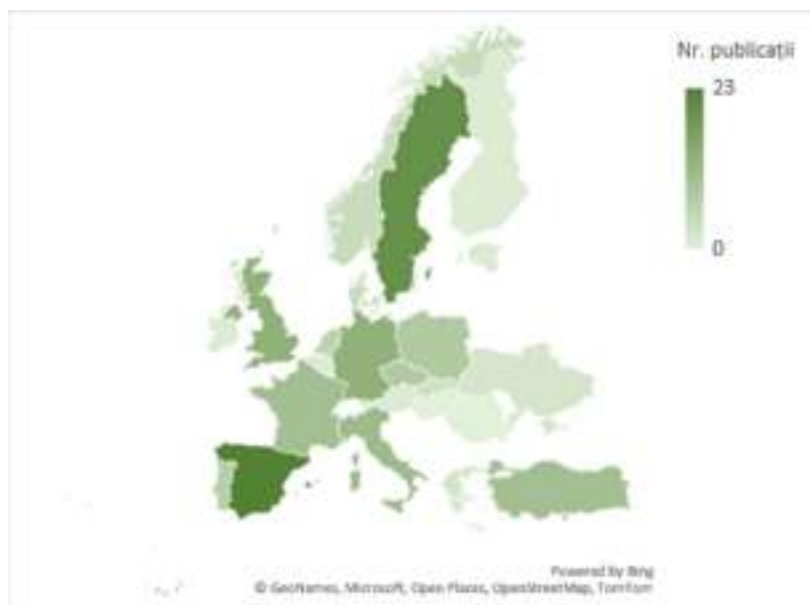 Nr. publicații
23
0
Powered by Bing
© GeoNames, Microsoft, Open Places, OpenStreetMap, TomTom